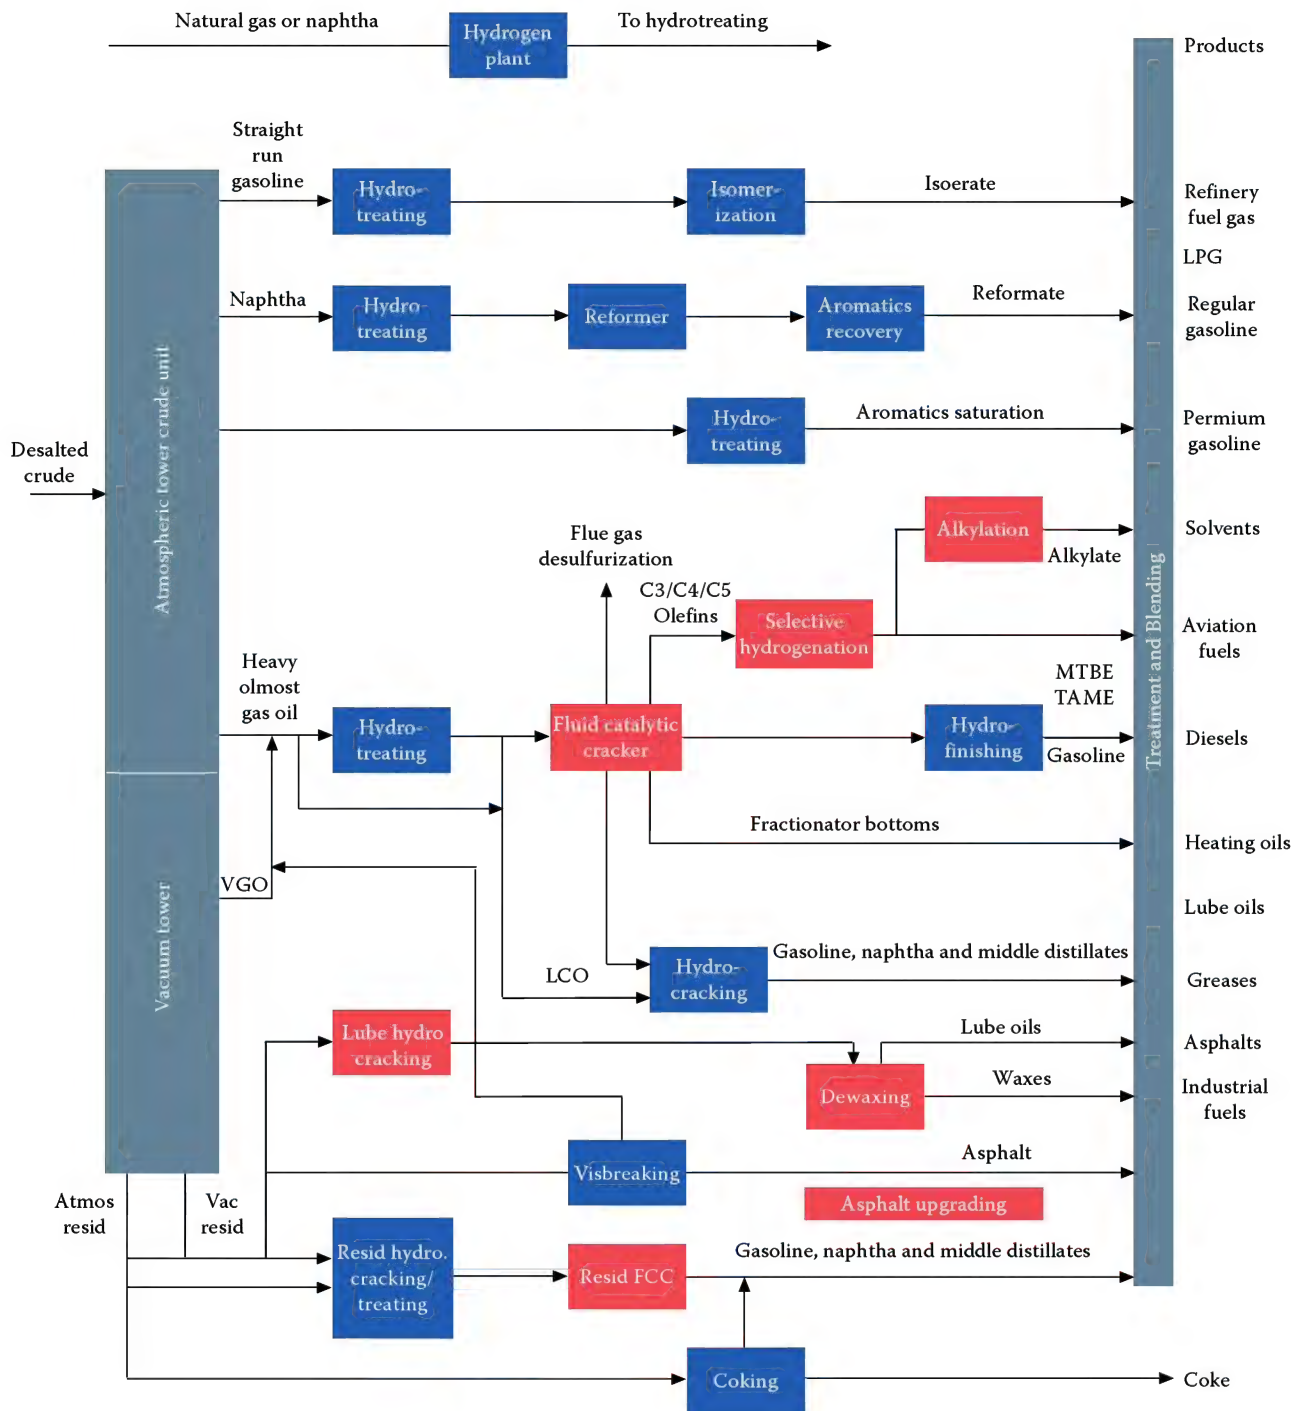 Natural gas or naphtha
Hydrogen
plant
To hydrotreating
Products
Straight
run
gasoline
Hydro-
treating
Isomer-
ization
Isoerate
Refinery
fuel gas
LPG
Naphtha
Hydro
treating
Reformer
Aromatics
recovery
Reformate
Regular
gasoline
Atmospheric tower crude unit
Hydro-
treating
Aromatics saturation
Permium
gasoline
Desalted
crude
Flue gas
desulfurization
Alkylation
Alkylate
Solvents
C3/C4/C5
Olefins
Selective
hydrogenation
Treatment and Blending
Aviation
fuels
Heavy
olmost
gas oil
Hydro-
treating
Fluid catalytic
cracker
Hydro-
finishing
MTBE
TAME
Gasoline
Diesels
Fractionator bottoms
Heating oils
VGO
Vacuum tower
Lube oils
LCO
Hydro-
cracking
Gasoline, naphtha and middle distillates
Greases
Lube hydro
cracking
Lube oils
Asphalts
Dewaxing
Waxes
Industrial
fuels
Visbreaking
Asphalt
Atmos
resid
Vac
resid
Asphalt upgrading
Resid hydro.
cracking/
treating
Resid FCC
Gasoline, naphtha and middle distillates
Coking
Coke